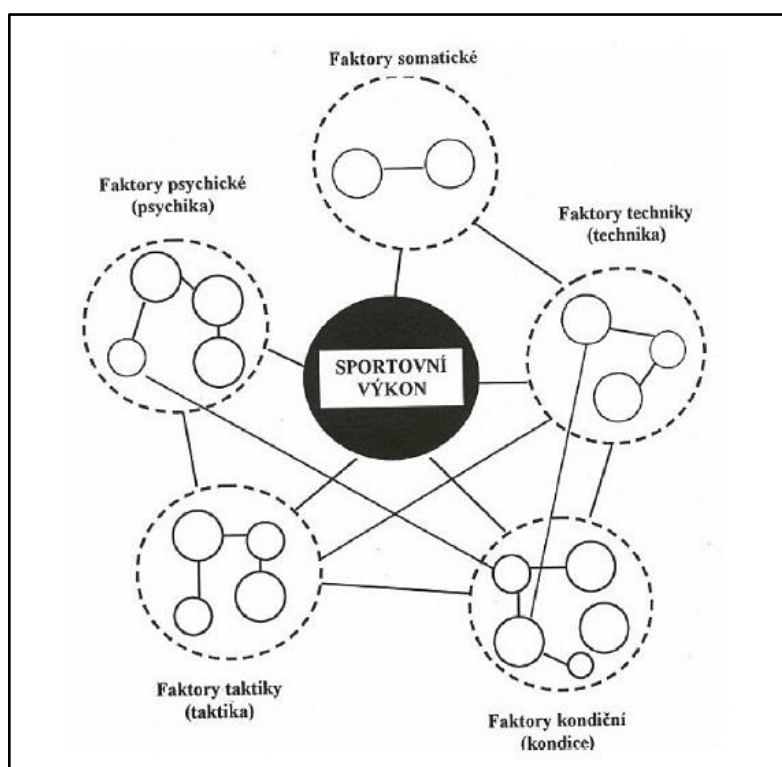 Faktory somatické
Faktory psychické
(psychika)
Faktory techniky
(technika)
SPORTOVNÍ
VÝKON
Faktory taktiky
(taktika)
Faktory kondiční
(kondice)